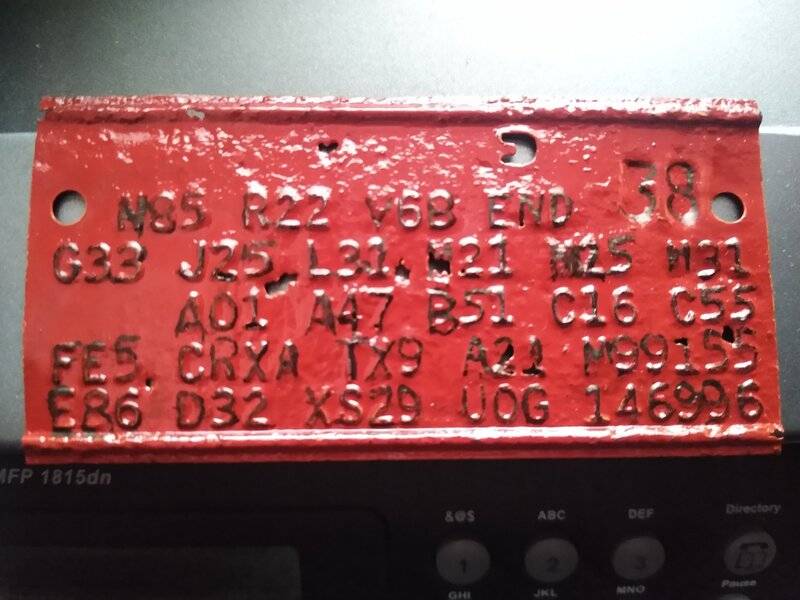 38
M85 R22 V6B END
G33 J25 L31 M21 M25 M31
A01 A47 B51 C16 C55
FE5 CRXA TX9 A21 M99155
E86 D32 XS29 U0G 146996
MFP 1815dn
&@$ ABC DEF Directory
1 2 3
GHI JKL MNO Pause